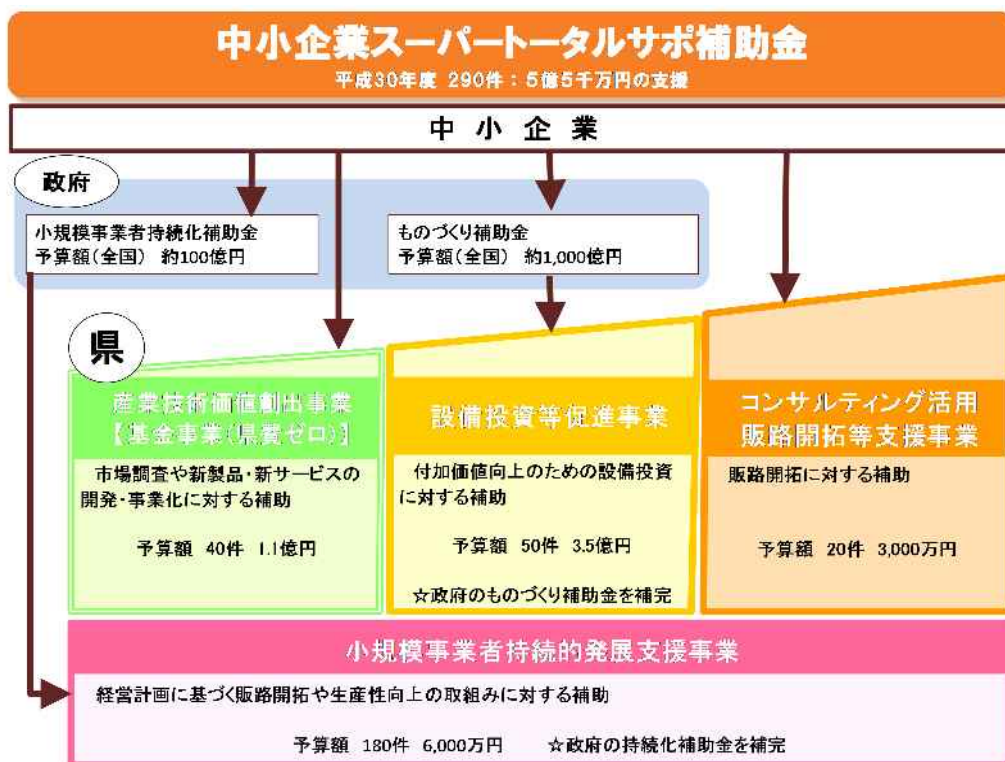 中小企業スーパートータルサポ補助金
平成30年度 290件：5億5千万円の支援
中小企業
政府
小規模事業者持続化補助金
予算額(全国) 約100億円
ものづくり補助金
予算額(全国) 約1,000億円
県
産業技術価値創出事業
【基金事業(県費ゼロ)】
市場調査や新製品・新サービスの
開発・事業化に対する補助
予算額 40件 1.1億円
設備投資等促進事業
付加価値向上のための設備投資
に対する補助
予算額 50件 3.5億円
☆政府のものづくり補助金を補完
コンサルティング活用
販路開拓等支援事業
販路開拓に対する補助
予算額 20件 3,000万円
小規模事業者持続的発展支援事業
経営計画に基づく販路開拓や生産性向上の取組みに対する補助
予算額 180件 6,000万円 ☆政府の持続化補助金を補完